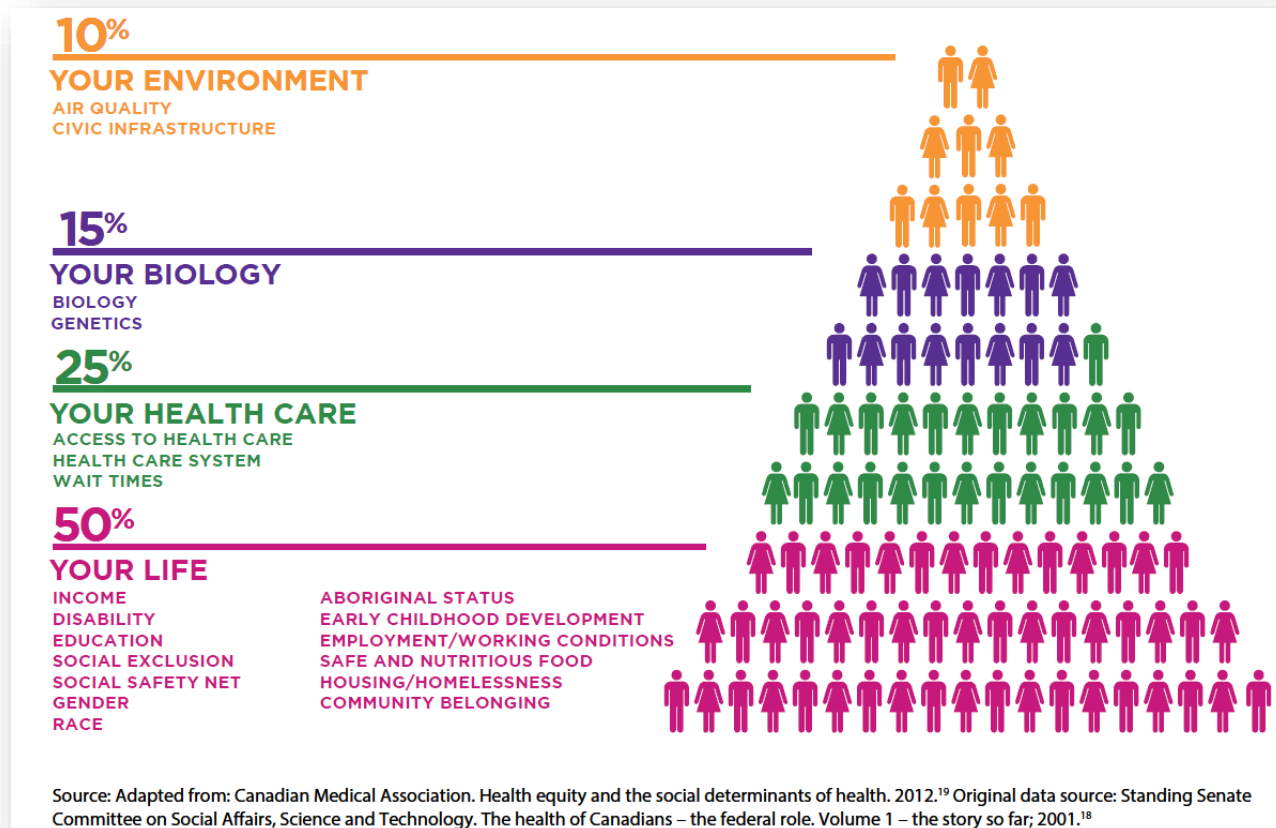 10%
YOUR ENVIRONMENT
AIR QUALITY
CIVIC INFRASTRUCTURE
15%
YOUR BIOLOGY
BIOLOGY
GENETICS
25%
YOUR HEALTH CARE
ACCESS TO HEALTH CARE
HEALTH CARE SYSTEM
WAIT TIMES
50%
YOUR LIFE
INCOME
DISABILITY
EDUCATION
SOCIAL EXCLUSION
SOCIAL SAFETY NET
GENDER
RACE
ABORIGINAL STATUS
EARLY CHILDHOOD DEVELOPMENT
EMPLOYMENT/WORKING CONDITIONS
SAFE AND NUTRITIOUS FOOD
HOUSING/HOMELESSNESS
COMMUNITY BELONGING
Source: Adapted from: Canadian Medical Association. Health equity and the social determinants of health. 2012.¹⁹ Original data source: Standing Senate
Committee on Social Affairs, Science and Technology. The health of Canadians – the federal role. Volume 1 – the story so far; 2001.¹⁸